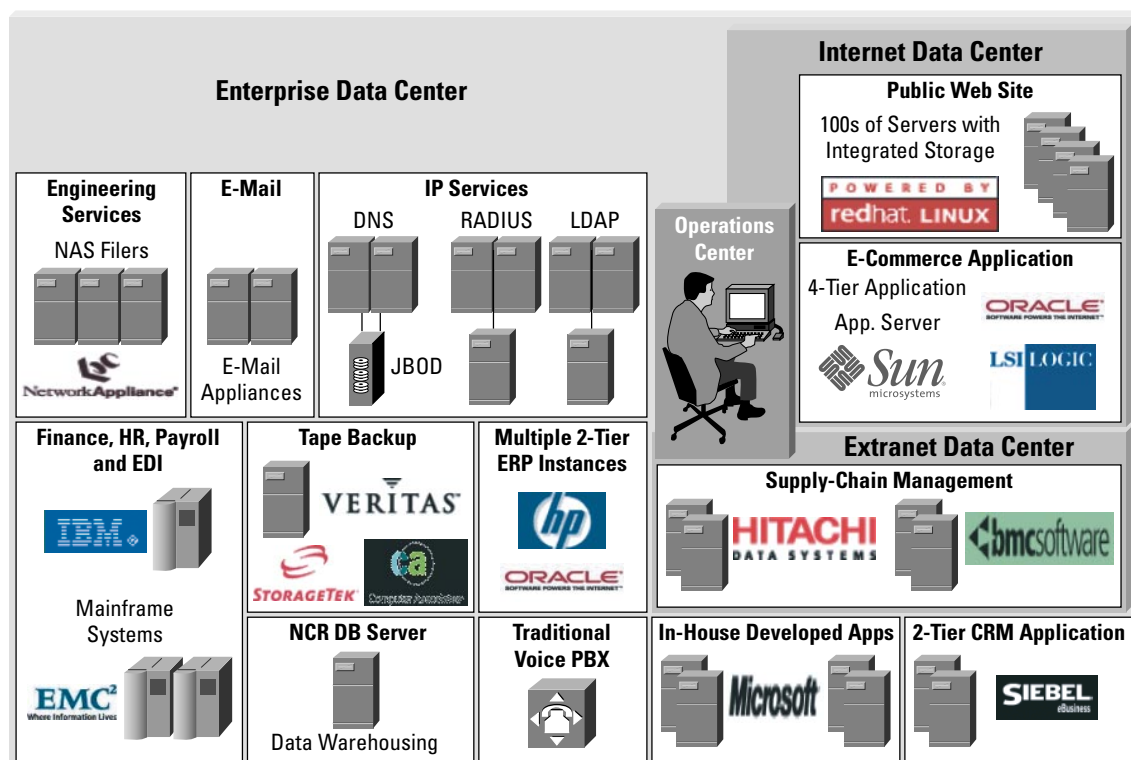 Enterprise Data Center
Internet Data Center
Public Web Site
100s of Servers with
Integrated Storage
POWERED BY
redhat. LINUX
Engineering
Services
NAS Filers
NetworkAppliance®
E-Mail
E-Mail
Appliances
IP Services
DNS
RADIUS
LDAP
JBOD
Operations
Center
E-Commerce Application
4-Tier Application
App. Server
ORACLE®
SOFTWARE POWERS THE INTERNET™
Sun
microsystems
LSI LOGIC
Finance, HR, Payroll
and EDI
IBM®
Mainframe
Systems
EMC²
Where Information Lives
Tape Backup
VERITAS™
STORAGETEK®
ca
Computer Associates
Multiple 2-Tier
ERP Instances
hp
ORACLE®
SOFTWARE POWERS THE INTERNET™
Extranet Data Center
Supply-Chain Management
HITACHI
DATA SYSTEMS
bmcsoftware
NCR DB Server
Data Warehousing
Traditional
Voice PBX
In-House Developed Apps
Microsoft
2-Tier CRM Application
SIEBEL
eBusiness